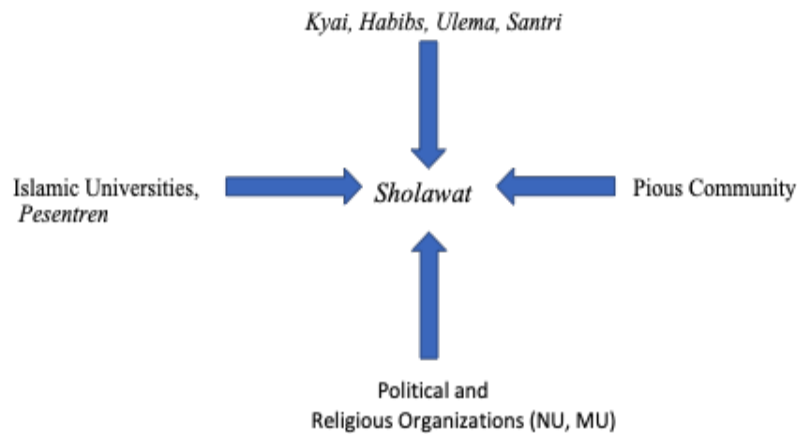 Kyai, Habibs, Ulema, Santri
Islamic Universities,
Pesentren
Sholawat
Pious Community
Political and
Religious Organizations (NU, MU)